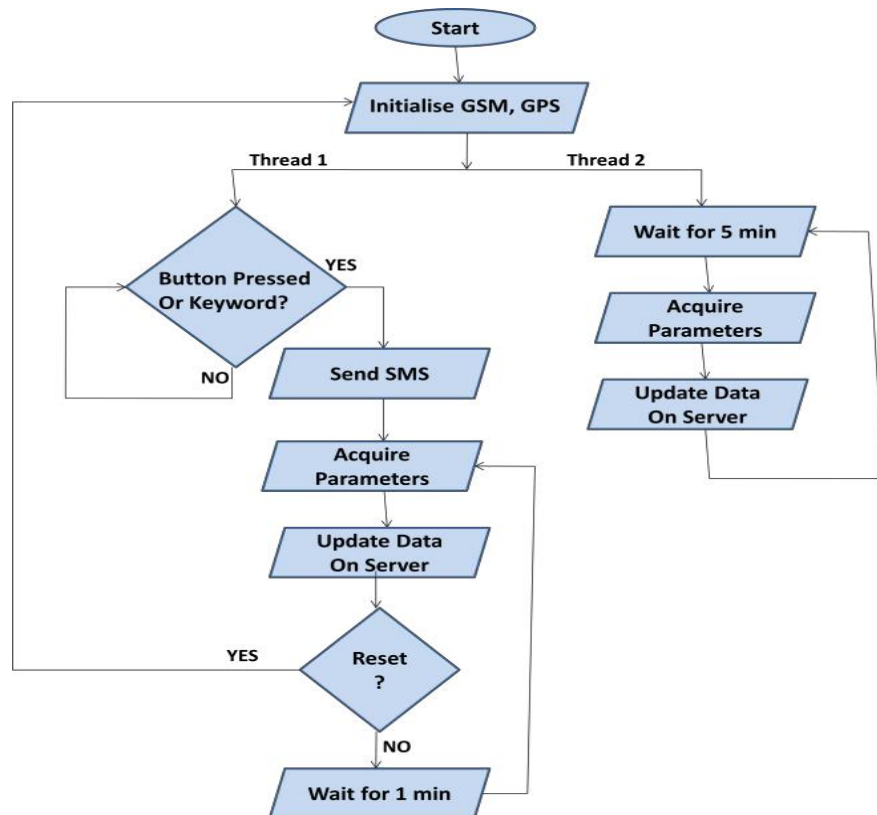 Start
Initialise GSM, GPS
Thread 1
Thread 2
Button Pressed
Or Keyword?
YES
NO
Send SMS
Acquire
Parameters
Update Data
On Server
Reset
?
YES
NO
Wait for 1 min
Wait for 5 min
Acquire
Parameters
Update Data
On Server